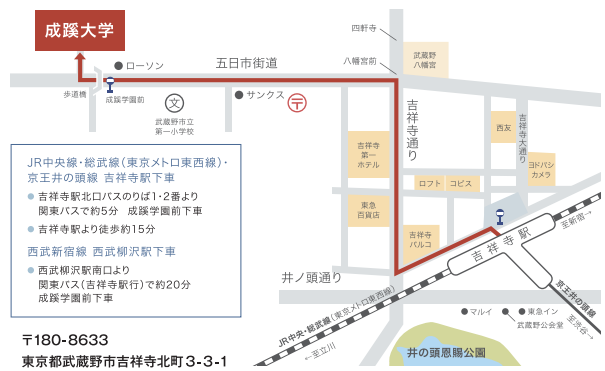 成蹊大学
ローソン
五日市街道
四軒寺
八幡宮前
武蔵野
八幡宮
歩道橋
成蹊学園前
文
武蔵野市立
第一小学校
サンクス
〒
吉祥寺通り
吉祥寺大通り
西友
ヨドバシ
カメラ
吉祥寺
第一
ホテル
ロフト
コピス
東急
百貨店
吉祥寺
パルコ
井ノ頭通り
吉祥寺駅
至新宿→
JR中央・総武線(東京メトロ東西線)
←至立川
京王井の頭線
至渋谷→
マルイ
東急イン
武蔵野公会堂
井の頭恩賜公園
JR中央線・総武線(東京メトロ東西線)・
京王井の頭線 吉祥寺駅下車
● 吉祥寺駅北口バスのりば1・2番より
関東バスで約5分 成蹊学園前下車
● 吉祥寺駅より徒歩約15分
西武新宿線 西武柳沢駅下車
● 西武柳沢駅南口より
関東バス(吉祥寺駅行)で約20分
成蹊学園前下車
〒180-8633
東京都武蔵野市吉祥寺北町3-3-1